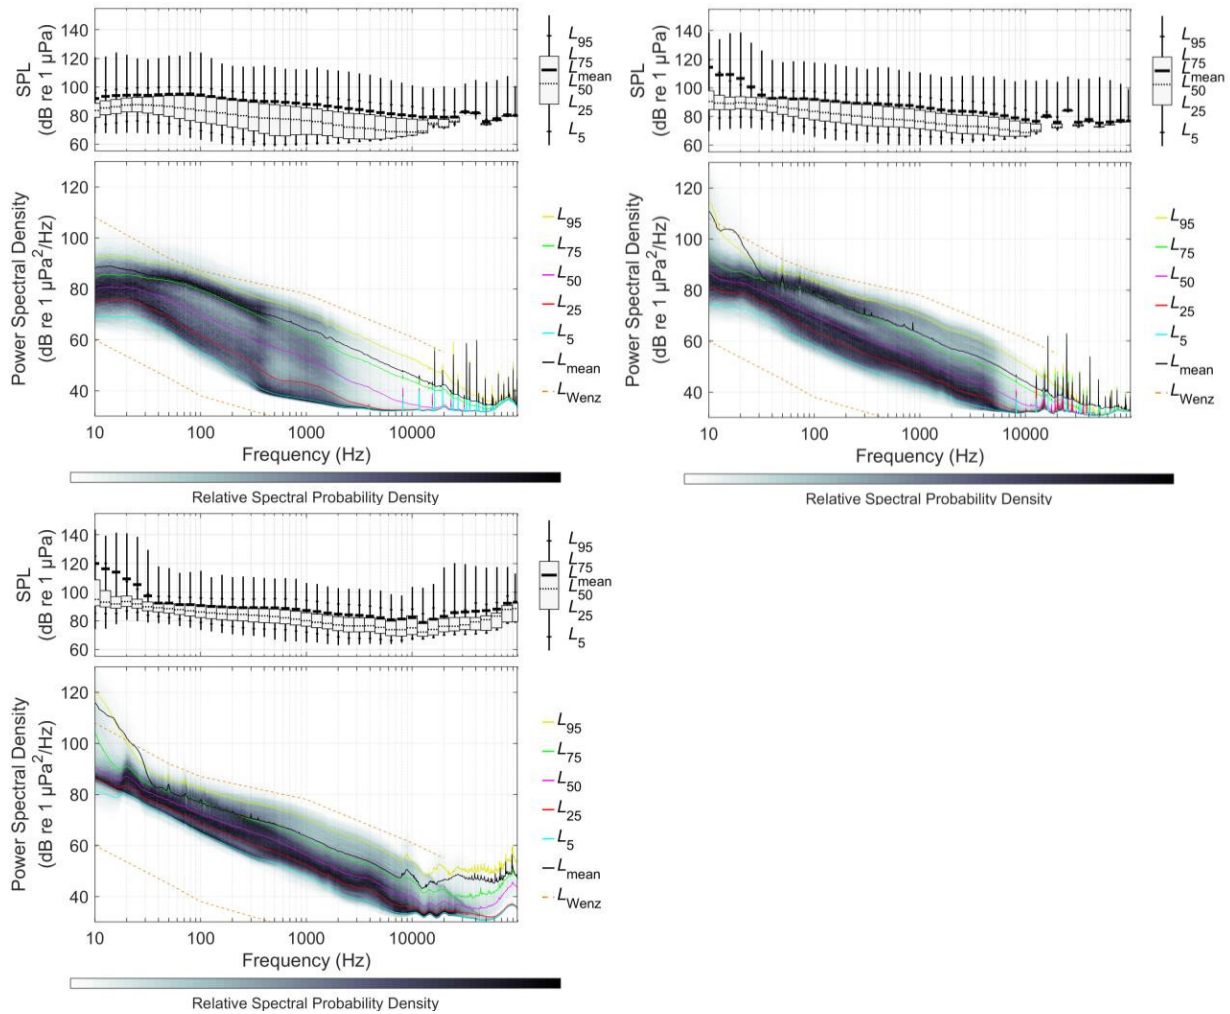 SPL
(dB re 1 µPa)
140
120
100
80
60
L95
L75
Lmean
L50
L25
L5
Power Spectral Density
(dB re 1 µPa²/Hz)
120
100
80
60
40
10 100 1000 10000
Frequency (Hz)
L95
L75
L50
L25
L5
Lmean
LWenz
Relative Spectral Probability Density
SPL
(dB re 1 µPa)
140
120
100
80
60
L95
L75
Lmean
L50
L25
L5
Power Spectral Density
(dB re 1 µPa²/Hz)
120
100
80
60
40
10 100 1000 10000
Frequency (Hz)
L95
L75
L50
L25
L5
Lmean
LWenz
Relative Spectral Probability Density
SPL
(dB re 1 µPa)
140
120
100
80
60
L95
L75
Lmean
L50
L25
L5
Power Spectral Density
(dB re 1 µPa²/Hz)
120
100
80
60
40
10 100 1000 10000
Frequency (Hz)
L95
L75
L50
L25
L5
Lmean
LWenz
Relative Spectral Probability Density